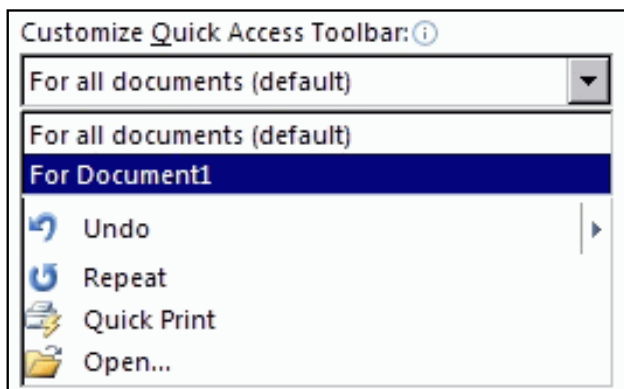 Customize Quick Access Toolbar:
For all documents (default)
For all documents (default)
For Document1
Undo
Repeat
Quick Print
Open...